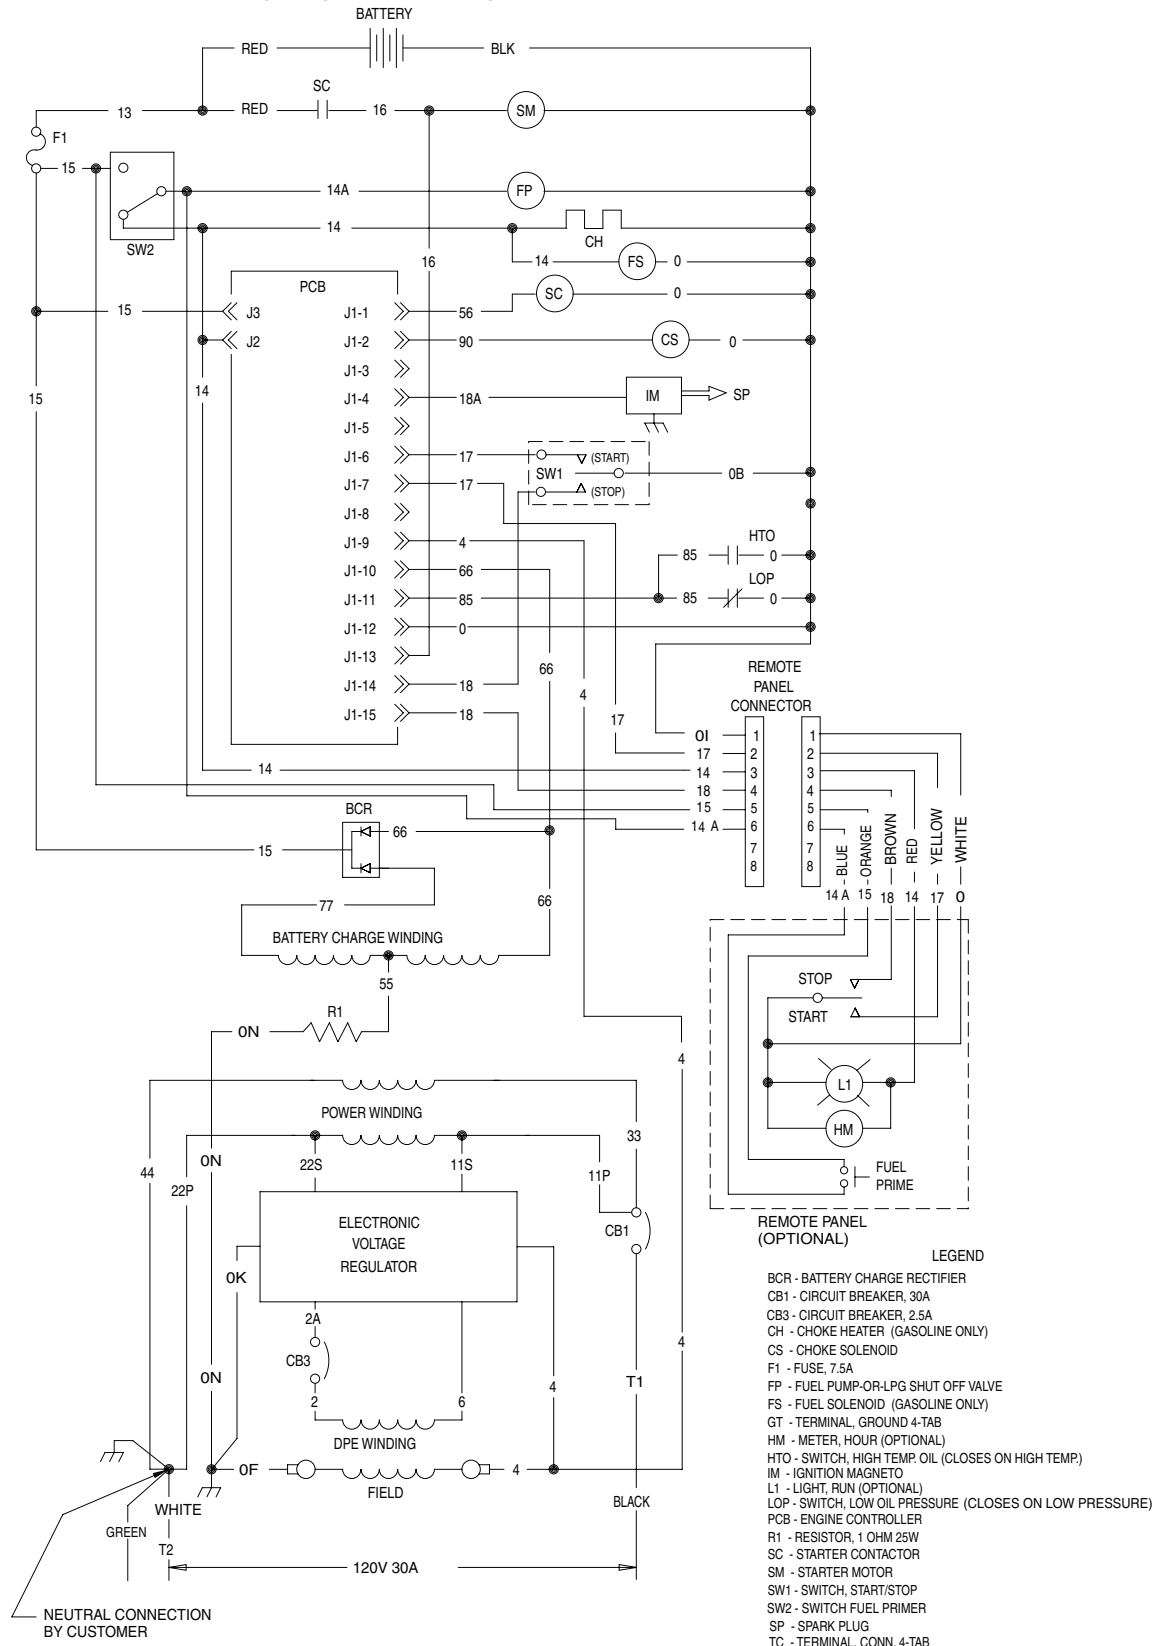 BATTERY
RED
BLK
13
RED
SC
16
SM
F1
15
14A
FP
SW2
14
CH
16
14
FS
0
PCB
SC
0
15
J3
J1-1
56
J2
J1-2
90
CS
0
J1-3
15
14
J1-4
18A
IM
SP
J1-5
J1-6
17
(START)
SW1
0B
J1-7
17
(STOP)
J1-8
HTO
J1-9
4
85
0
J1-10
66
LOP
J1-11
85
85
0
J1-12
0
J1-13
66
4
J1-14
18
J1-15
18
17
REMOTE
PANEL
CONNECTOR
0I
1
1
17
2
2
14
14
3
3
18
4
4
15
5
5
14 A
6
6
7
7
8
8
BLUE
ORANGE
BROWN
RED
YELLOW
WHITE
14 A
15
18
14
17
0
BCR
66
15
77
66
BATTERY CHARGE WINDING
55
R1
0N
STOP
START
4
L1
HM
FUEL
PRIME
REMOTE PANEL
(OPTIONAL)
POWER WINDING
33
44
0N
22S
11S
11P
22P
ELECTRONIC
VOLTAGE
REGULATOR
CB1
0K
2A
CB3
4
4
T1
0N
2
6
DPE WINDING
0F
4
FIELD
WHITE
BLACK
GREEN
T2
120V 30A
NEUTRAL CONNECTION
BY CUSTOMER
LEGEND
BCR - BATTERY CHARGE RECTIFIER
CB1 - CIRCUIT BREAKER, 30A
CB3 - CIRCUIT BREAKER, 2.5A
CH - CHOKE HEATER (GASOLINE ONLY)
CS - CHOKE SOLENOID
F1 - FUSE, 7.5A
FP - FUEL PUMP-OR-LPG SHUT OFF VALVE
FS - FUEL SOLENOID (GASOLINE ONLY)
GT - TERMINAL, GROUND 4-TAB
HM - METER, HOUR (OPTIONAL)
HTO - SWITCH, HIGH TEMP. OIL (CLOSES ON HIGH TEMP.)
IM - IGNITION MAGNETO
L1 - LIGHT, RUN (OPTIONAL)
LOP - SWITCH, LOW OIL PRESSURE (CLOSES ON LOW PRESSURE)
PCB - ENGINE CONTROLLER
R1 - RESISTOR, 1 OHM 25W
SC - STARTER CONTACTOR
SM - STARTER MOTOR
SW1 - SWITCH, START/STOP
SW2 - SWITCH FUEL PRIMER
SP - SPARK PLUG
TC - TERMINAL, CONN. 4-TAB